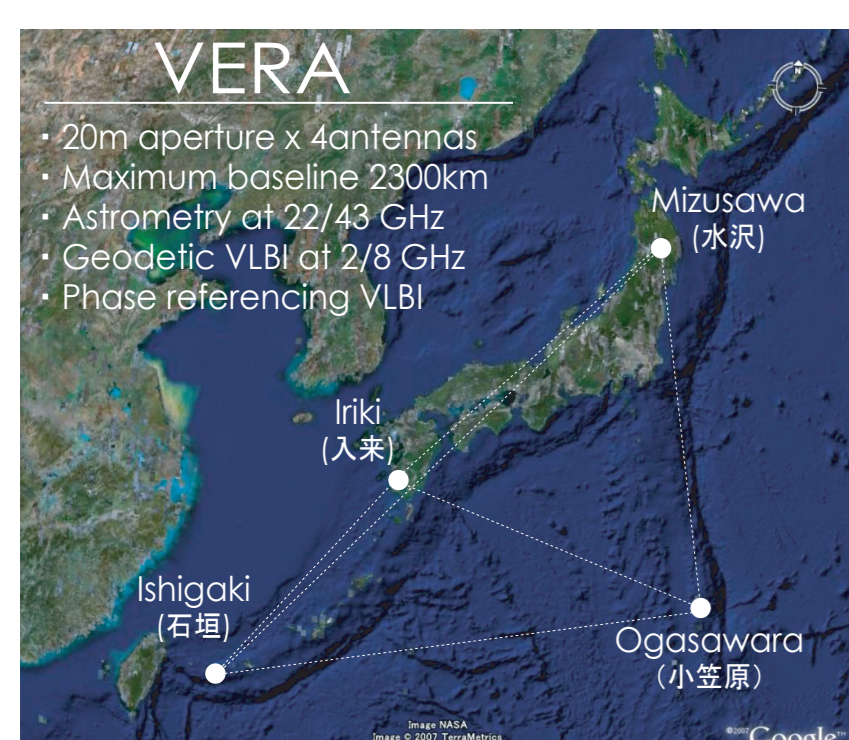 VERA
・20m aperture x 4antennas
・Maximum baseline 2300km
・Astrometry at 22/43 GHz
・Geodetic VLBI at 2/8 GHz
・Phase referencing VLBI
N
Mizusawa
(水沢)
Iriki
(入来)
Ishigaki
(石垣)
Ogasawara
(小笠原)
Image NASA
Image © 2007 TerraMetrics
©2007 Google™